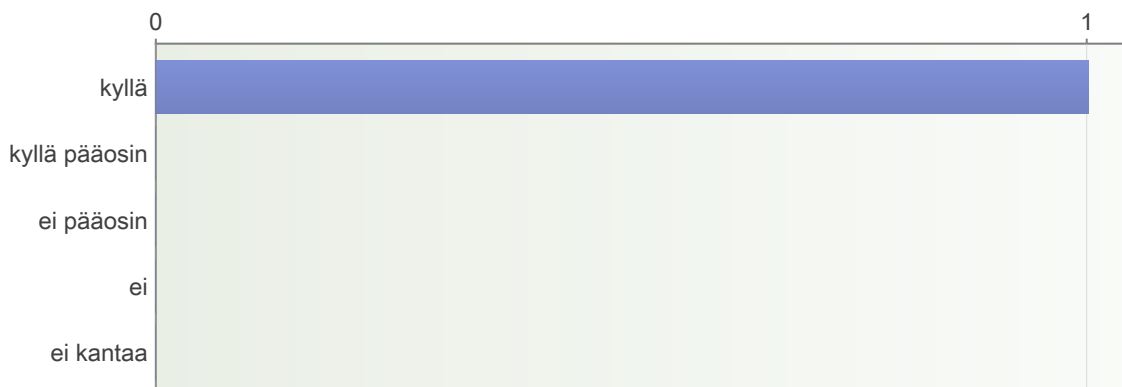 0 1
kyllä
kyllä pääosin
ei pääosin
ei
ei kantaa